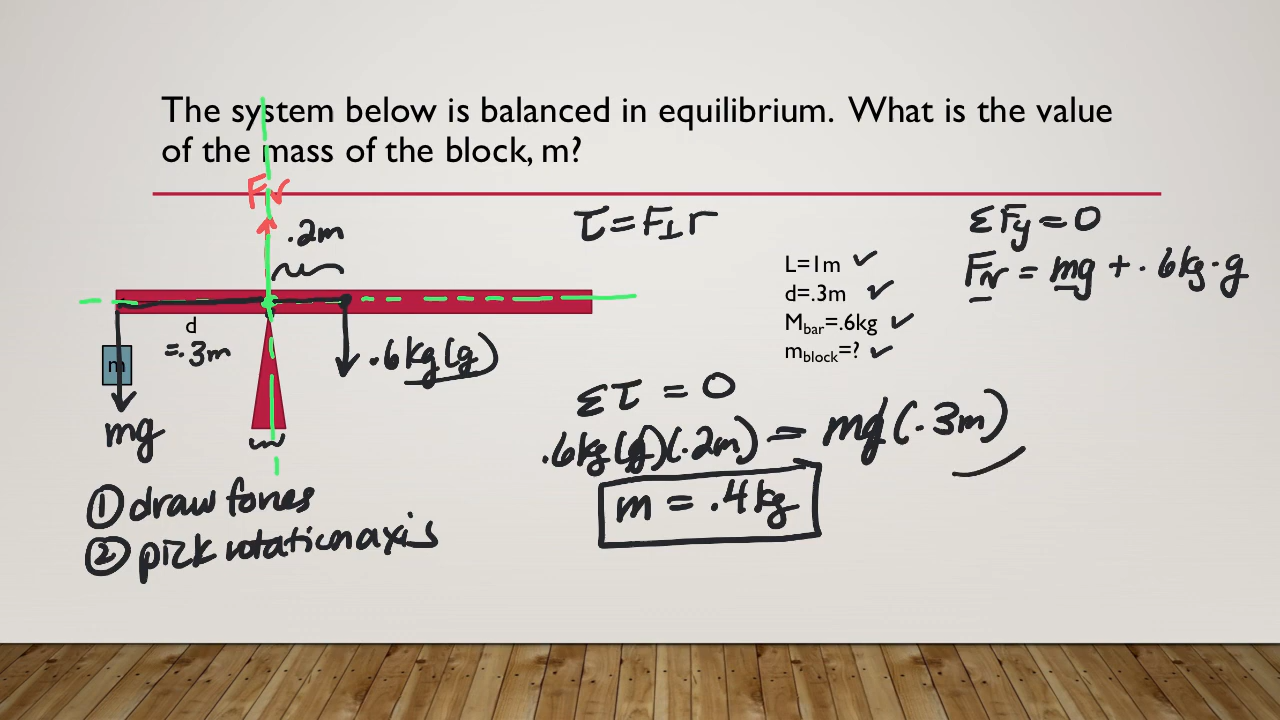 The system below is balanced in equilibrium. What is the value
of the mass of the block, m?
FN
.2m
τ = F⊥r
ΣFy = 0
FN = mg + .6kg·g
L=1m
d=.3m
Mbar=.6kg
mblock=?
d
=.3m
m
.6kg(g)
mg
Στ = 0
.6kg(g)(.2m) = mg(.3m)
m = .4kg
① draw forces
② pick rotation axis